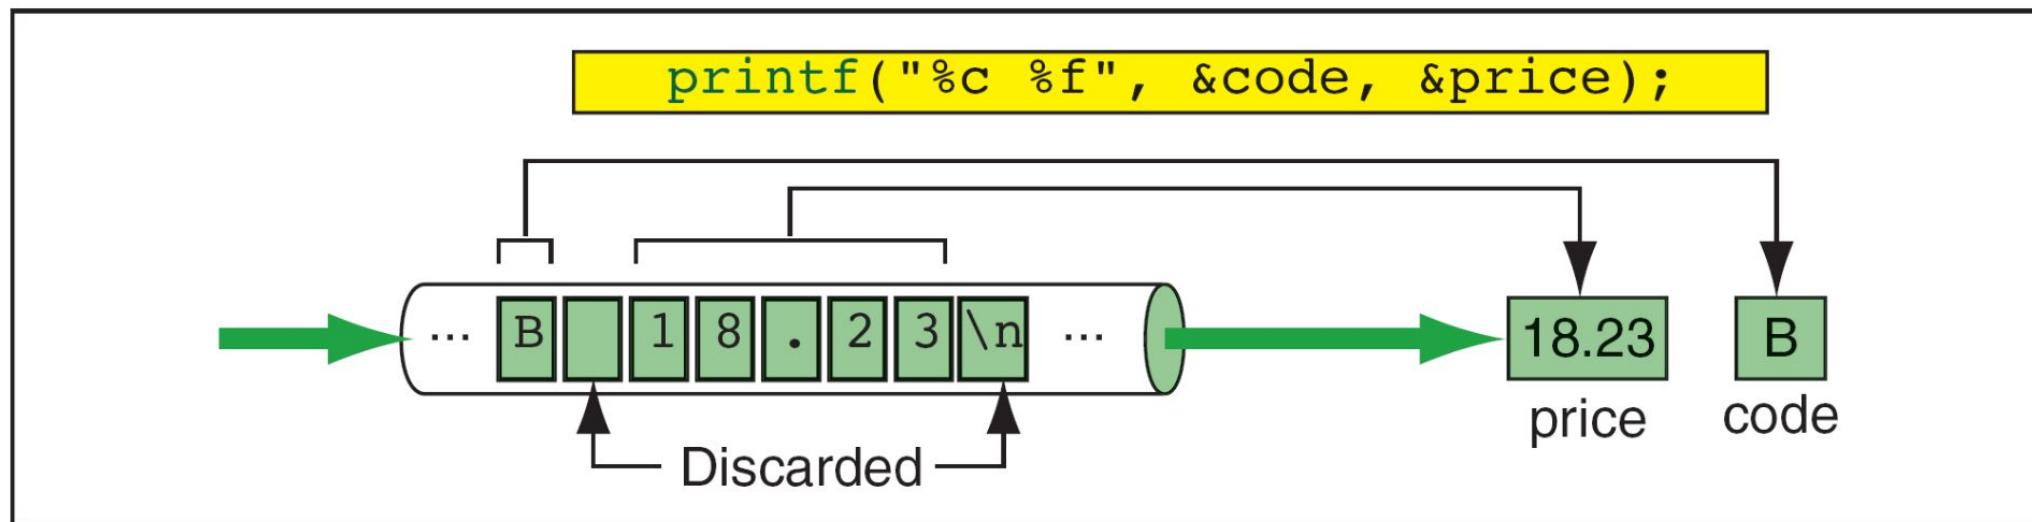 printf("%c %f", &code, &price);
... B 1 8 . 2 3 \n ... 18.23 B
price code
Discarded